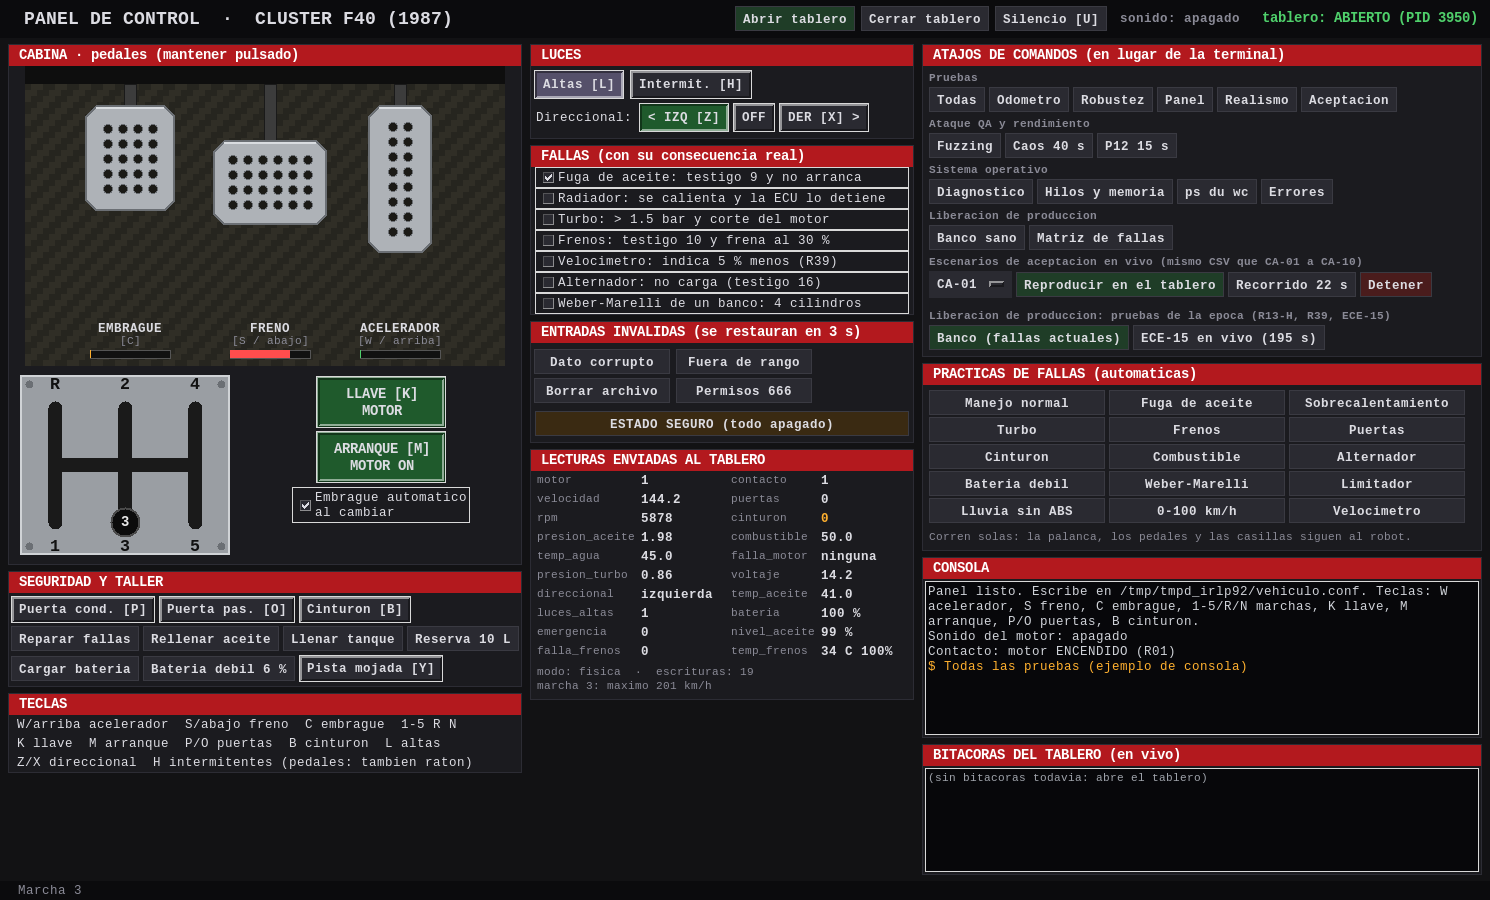 PANEL DE CONTROL · CLUSTER F40 (1987)
Abrir tablero Cerrar tablero Silencio [U] sonido: apagado tablero: ABIERTO (PID 3950)
CABINA · pedales (mantener pulsado)
EMBRAGUE FRENO ACELERADOR
[C] [S / abajo] [W / arriba]
R 2 4
3
1 3 5
LLAVE [K]
MOTOR
ARRANQUE [M]
MOTOR ON
Embrague automatico
al cambiar
SEGURIDAD Y TALLER
Puerta cond. [P] Puerta pas. [O] Cinturon [B]
Reparar fallas Rellenar aceite Llenar tanque Reserva 10 L
Cargar bateria Bateria debil 6 % Pista mojada [Y]
TECLAS
W/arriba acelerador S/abajo freno C embrague 1-5 R N
K llave M arranque P/O puertas B cinturon L altas
Z/X direccional H intermitentes (pedales: tambien raton)
LUCES
Altas [L] Intermit. [H]
Direccional: < IZQ [Z] OFF DER [X] >
FALLAS (con su consecuencia real)
Fuga de aceite: testigo 9 y no arranca
Radiador: se calienta y la ECU lo detiene
Turbo: > 1.5 bar y corte del motor
Frenos: testigo 10 y frena al 30 %
Velocimetro: indica 5 % menos (R39)
Alternador: no carga (testigo 16)
Weber-Marelli de un banco: 4 cilindros
ENTRADAS INVALIDAS (se restauran en 3 s)
Dato corrupto Fuera de rango
Borrar archivo Permisos 666
ESTADO SEGURO (todo apagado)
LECTURAS ENVIADAS AL TABLERO
motor 1 contacto 1
velocidad 144.2 puertas 0
rpm 5878 cinturon 0
presion_aceite 1.98 combustible 50.0
temp_agua 45.0 falla_motor ninguna
presion_turbo 0.86 voltaje 14.2
direccional izquierda temp_aceite 41.0
luces_altas 1 bateria 100 %
emergencia 0 nivel_aceite 99 %
falla_frenos 0 temp_frenos 34 C 100%
modo: fisica · escrituras: 19
marcha 3: maximo 201 km/h
ATAJOS DE COMANDOS (en lugar de la terminal)
Pruebas
Todas Odometro Robustez Panel Realismo Aceptacion
Ataque QA y rendimiento
Fuzzing Caos 40 s P12 15 s
Sistema operativo
Diagnostico Hilos y memoria ps du wc Errores
Liberacion de produccion
Banco sano Matriz de fallas
Escenarios de aceptacion en vivo (mismo CSV que CA-01 a CA-10)
CA-01 Reproducir en el tablero Recorrido 22 s Detener
Liberacion de produccion: pruebas de la epoca (R13-H, R39, ECE-15)
Banco (fallas actuales) ECE-15 en vivo (195 s)
PRACTICAS DE FALLAS (automaticas)
Manejo normal Fuga de aceite Sobrecalentamiento
Turbo Frenos Puertas
Cinturon Combustible Alternador
Bateria debil Weber-Marelli Limitador
Lluvia sin ABS 0-100 km/h Velocimetro
Corren solas: la palanca, los pedales y las casillas siguen al robot.
CONSOLA
Panel listo. Escribe en /tmp/tmpd_irlp92/vehiculo.conf. Teclas: W
acelerador, S freno, C embrague, 1-5/R/N marchas, K llave, M
arranque, P/O puertas, B cinturon.
Sonido del motor: apagado
Contacto: motor ENCENDIDO (R01)
$ Todas las pruebas (ejemplo de consola)
BITACORAS DEL TABLERO (en vivo)
(sin bitacoras todavia: abre el tablero)
Marcha 3